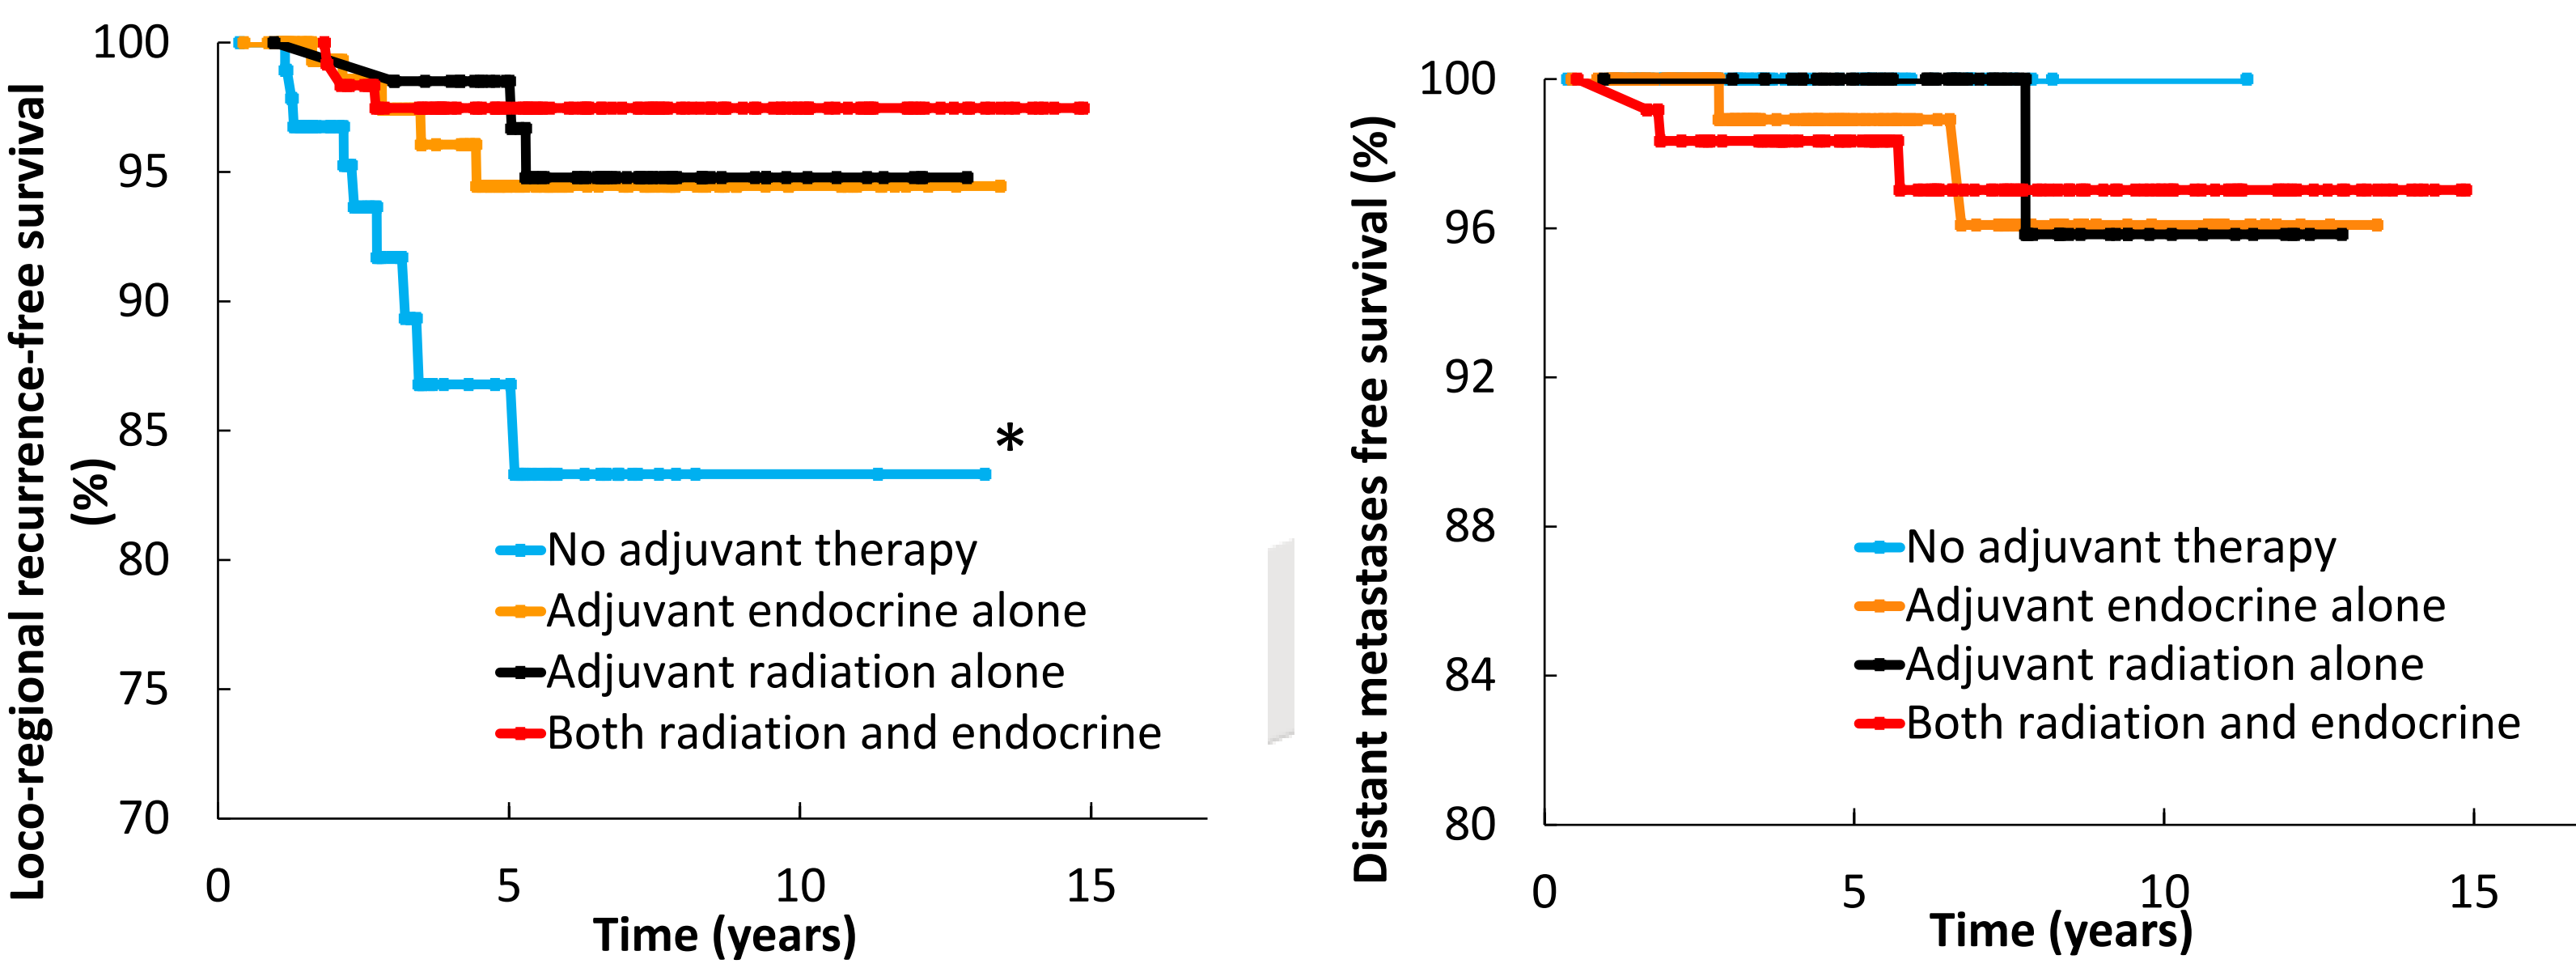 Loco-regional recurrence-free survival
(%)
100
95
90
85
80
75
70
*
No adjuvant therapy
Adjuvant endocrine alone
Adjuvant radiation alone
Both radiation and endocrine
0
5
10
15
Time (years)
Distant metastastases free survival (%)
100
96
92
88
84
80
No adjuvant therapy
Adjuvant endocrine alone
Adjuvant radiation alone
Both radiation and endocrine
0
5
10
15
Time (years)